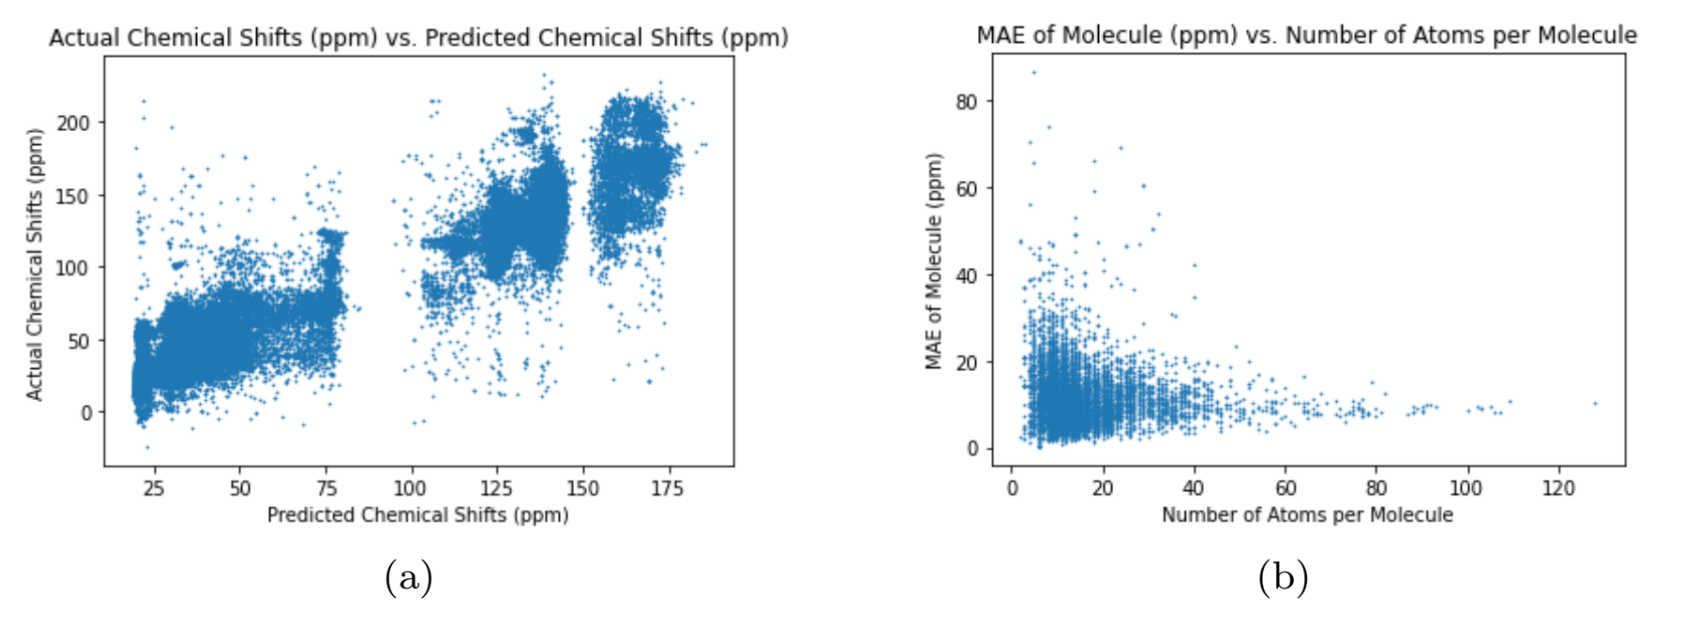 Actual Chemical Shifts (ppm) vs. Predicted Chemical Shifts (ppm)
Actual Chemical Shifts (ppm)
200
150
100
50
0
25 50 75 100 125 150 175
Predicted Chemical Shifts (ppm)
(a)
MAE of Molecule (ppm) vs. Number of Atoms per Molecule
MAE of Molecule (ppm)
80
60
40
20
0
0 20 40 60 80 100 120
Number of Atoms per Molecule
(b)